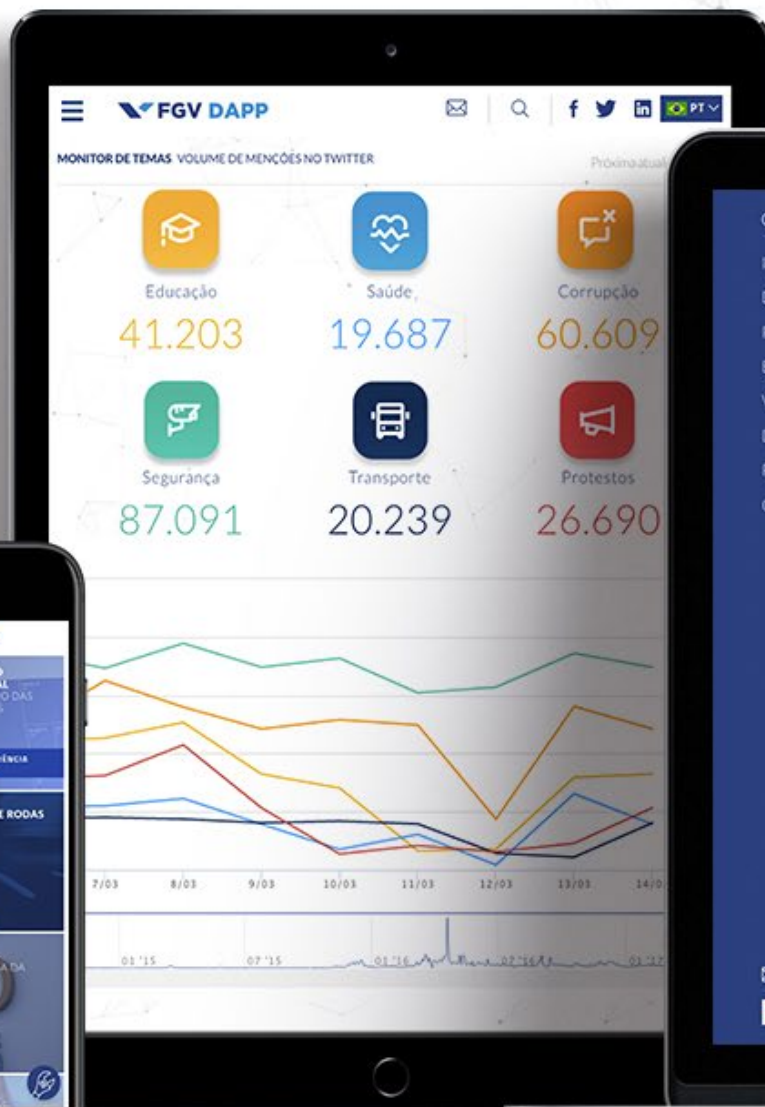 FGV DAPP
f
in
PT
MONITOR DE TEMAS VOLUME DE MENÇÕES NO TWITTER
Educação
Saúde
Corrupção
41.203
19.687
60.609
Segurança
Transporte
Protestos
87.091
20.239
26.690
DAS
E RODAS
7/03
8/03
9/03
10/03
11/03
12/03
13/03
01 '15
07 '15
01 '16
07 '16